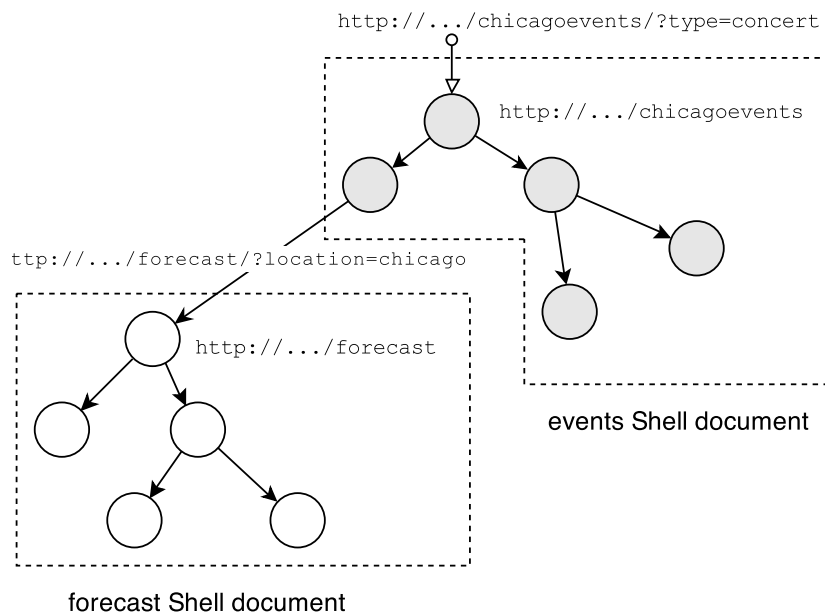 http://.../chicagoevents/?type=concert
http://.../chicagoevents
ttp://.../forecast/?location=chicago
http://.../forecast
events Shell document
forecast Shell document